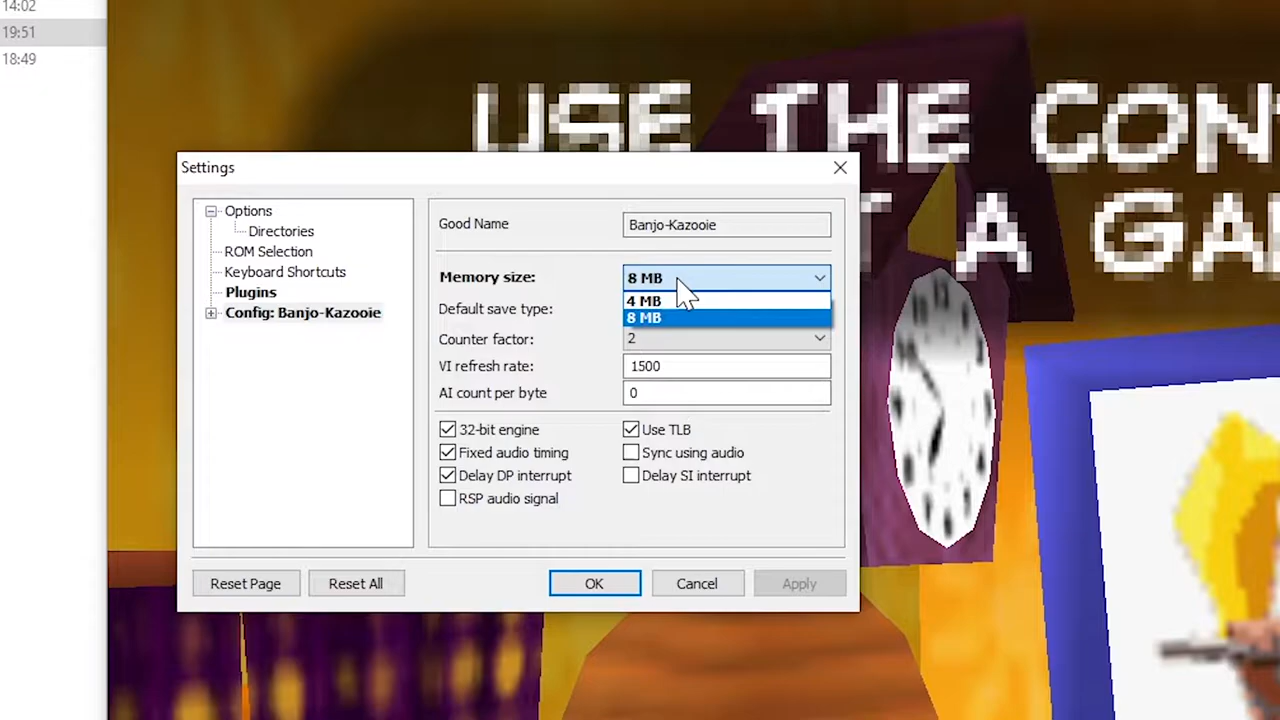 14:02
19:51
18:49
USE THE CON
A GA
Settings
Options
Directories
ROM Selection
Keyboard Shortcuts
Plugins
Config: Banjo-Kazooie
Good Name
Banjo-Kazooie
Memory size:
8 MB
4 MB
8 MB
Default save type:
Counter factor:
2
VI refresh rate:
1500
AI count per byte
0
32-bit engine
Use TLB
Fixed audio timing
Sync using audio
Delay DP interrupt
Delay SI interrupt
RSP audio signal
Reset Page
Reset All
OK
Cancel
Apply